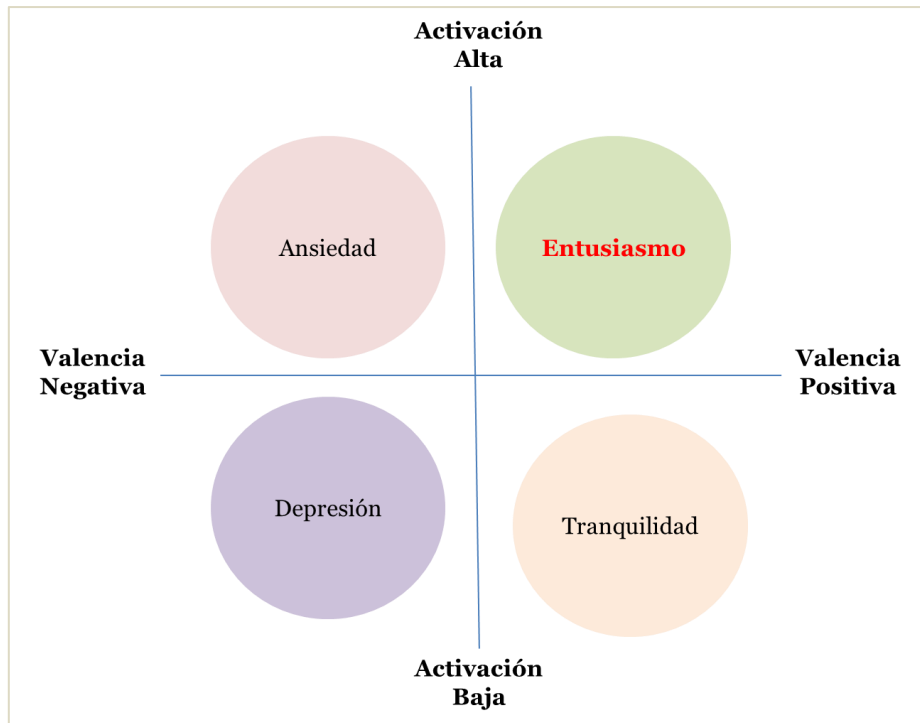 Activación
Alta
Ansiedad
Entusiasmo
Valencia
Negativa
Valencia
Positiva
Depresión
Tranquilidad
Activación
Baja